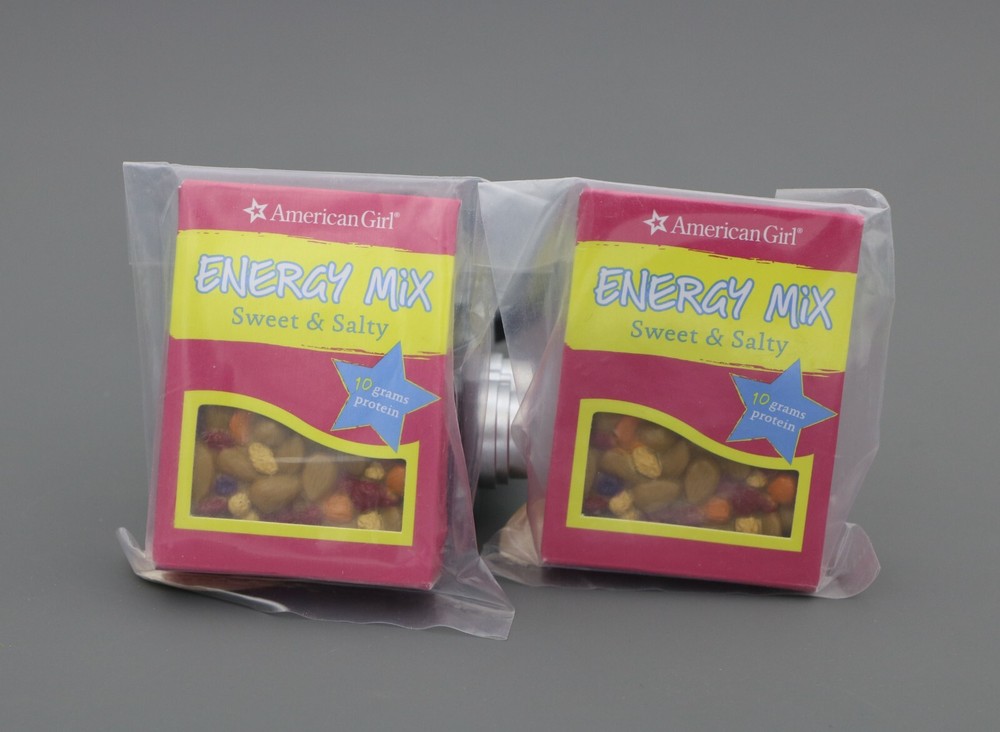 American Girl®
ENERGY MiX
Sweet & Salty
10 grams
protein
American Girl®
ENERGY MiX
Sweet & Salty
10 grams
protein